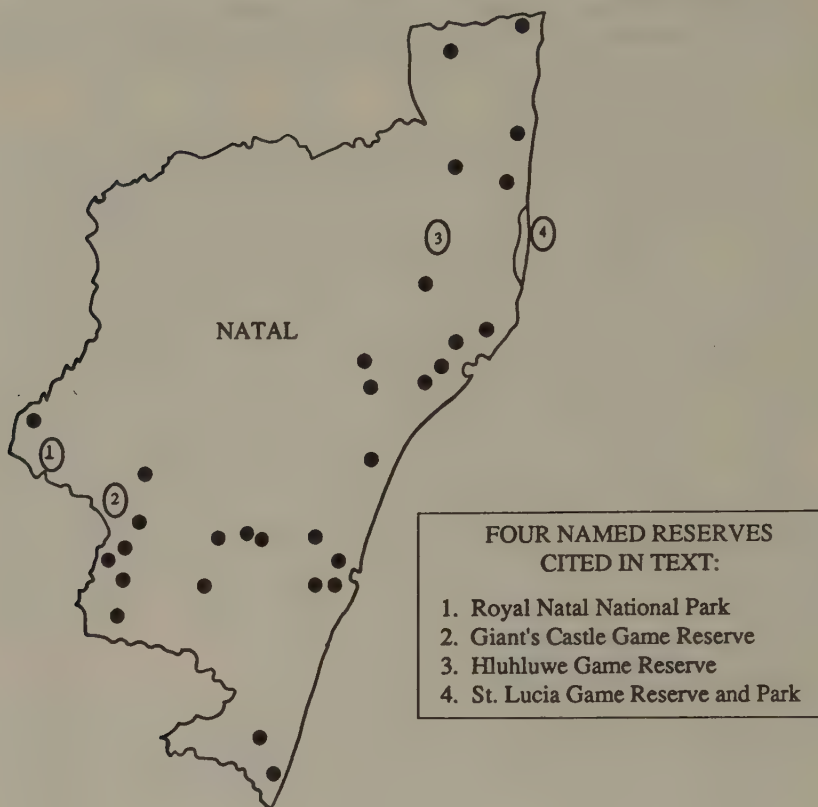 3
4
NATAL
1
2
FOUR NAMED RESERVES
CITED IN TEXT:
1. Royal Natal National Park
2. Giant's Castle Game Reserve
3. Hluhluwe Game Reserve
4. St. Lucia Game Reserve and Park